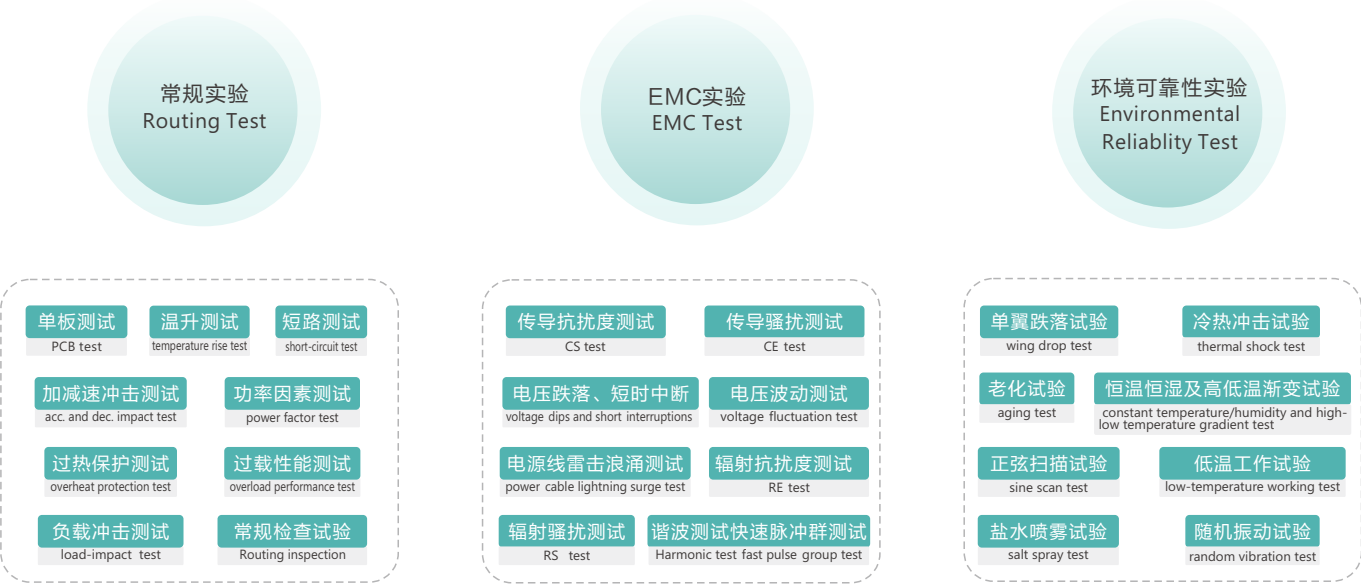 常规实验
Routing Test
EMC实验
EMC Test
环境可靠性实验
Environmental
Reliablity Test
单板测试
PCB test
温升测试
temperature rise test
短路测试
short-circuit test
加减速冲击测试
acc. and dec. impact test
功率因素测试
power factor test
过热保护测试
overheat protection test
过载性能测试
overload performance test
负载冲击测试
load-impact test
常规检查试验
Routing inspection
传导抗扰度测试
CS test
传导骚扰测试
CE test
电压跌落、短时中断
voltage dips and short interruptions
电压波动测试
voltage fluctuation test
电源线雷击浪涌测试
power cable lightning surge test
辐射抗扰度测试
RE test
辐射骚扰测试
RS test
谐波测试快速脉冲群测试
Harmonic test fast pulse group test
单翼跌落试验
wing drop test
冷热冲击试验
thermal shock test
老化试验
aging test
恒温恒湿及高低温渐变试验
constant temperature/humidity and high-
low temperature gradient test
正弦扫描试验
sine scan test
低温工作试验
low-temperature working test
盐水喷雾试验
salt spray test
随机振动试验
random vibration test